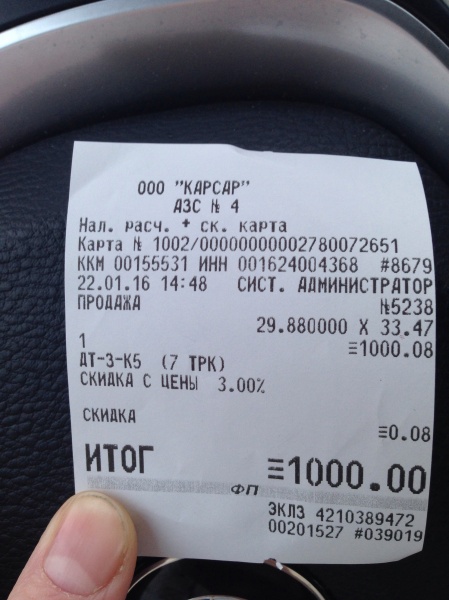 ООО "КАРСАР"
АЗС № 4
Нал. расч. + ск. карта
Карта № 1002/00000000002780072651
ККМ 00155531 ИНН 001624004368 #8679
22.01.16 14:48 СИСТ. АДМИНИСТРАТОР
ПРОДАЖА №5238
29.880000 X 33.47
1 ≡1000.08
ДТ-З-К5 (7 ТРК)
СКИДКА С ЦЕНЫ 3.00%
СКИДКА
≡0.08
ИТОГ ≡1000.00
ФП
ЭКЛЗ 4210389472
00201527 #039019